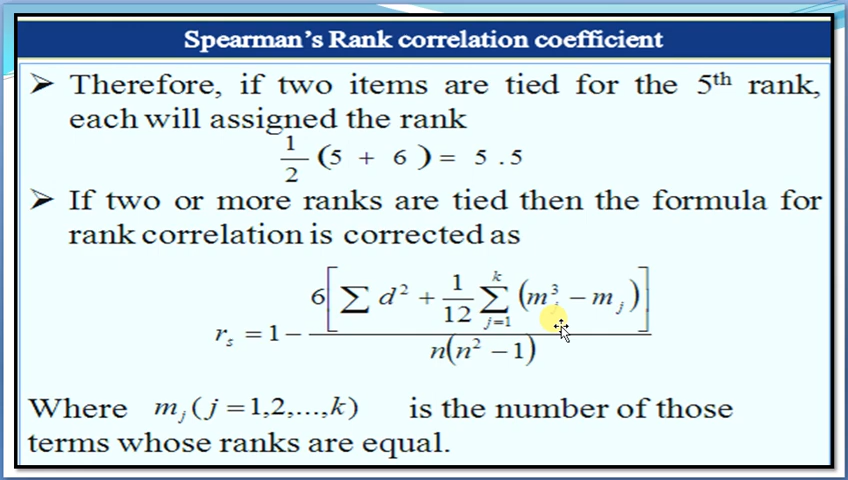 Spearman's Rank correlation coefficient
➢ Therefore, if two items are tied for the 5th rank,
each will assigned the rank
1/2 (5 + 6) = 5.5
➢ If two or more ranks are tied then the formula for
rank correlation is corrected as
r_s = 1 − 6[∑ d² + 1/12 ∑_{j=1}^{k} (m_j³ − m_j)] / n(n² − 1)
Where m_j (j = 1,2,...,k) is the number of those
terms whose ranks are equal.